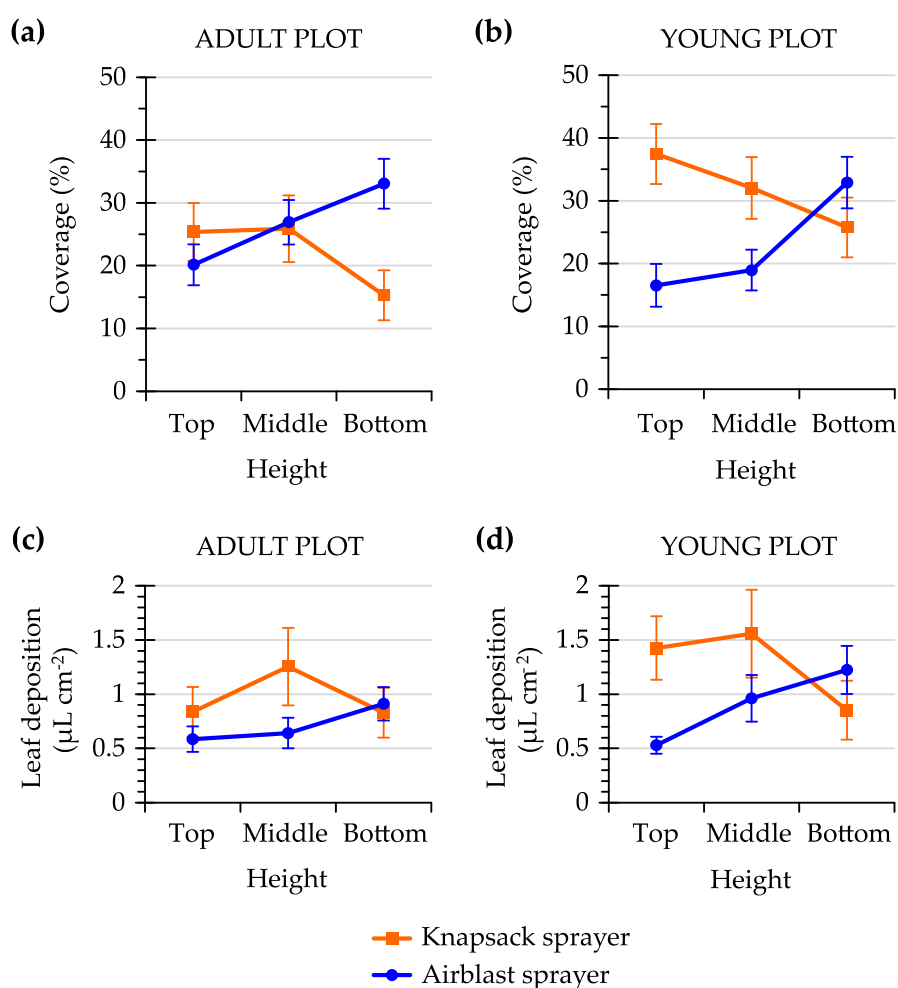 (a)
ADULT PLOT
Coverage (%)
50
40
30
20
10
0
Top Middle Bottom
Height
(b)
YOUNG PLOT
Coverage (%)
50
40
30
20
10
0
Top Middle Bottom
Height
(c)
ADULT PLOT
Leaf deposition
(µL cm⁻²)
2
1.5
1
0.5
0
Top Middle Bottom
Height
(d)
YOUNG PLOT
Leaf deposition
(µL cm⁻²)
2
1.5
1
0.5
0
Top Middle Bottom
Height
Knapsack sprayer
Airblast sprayer